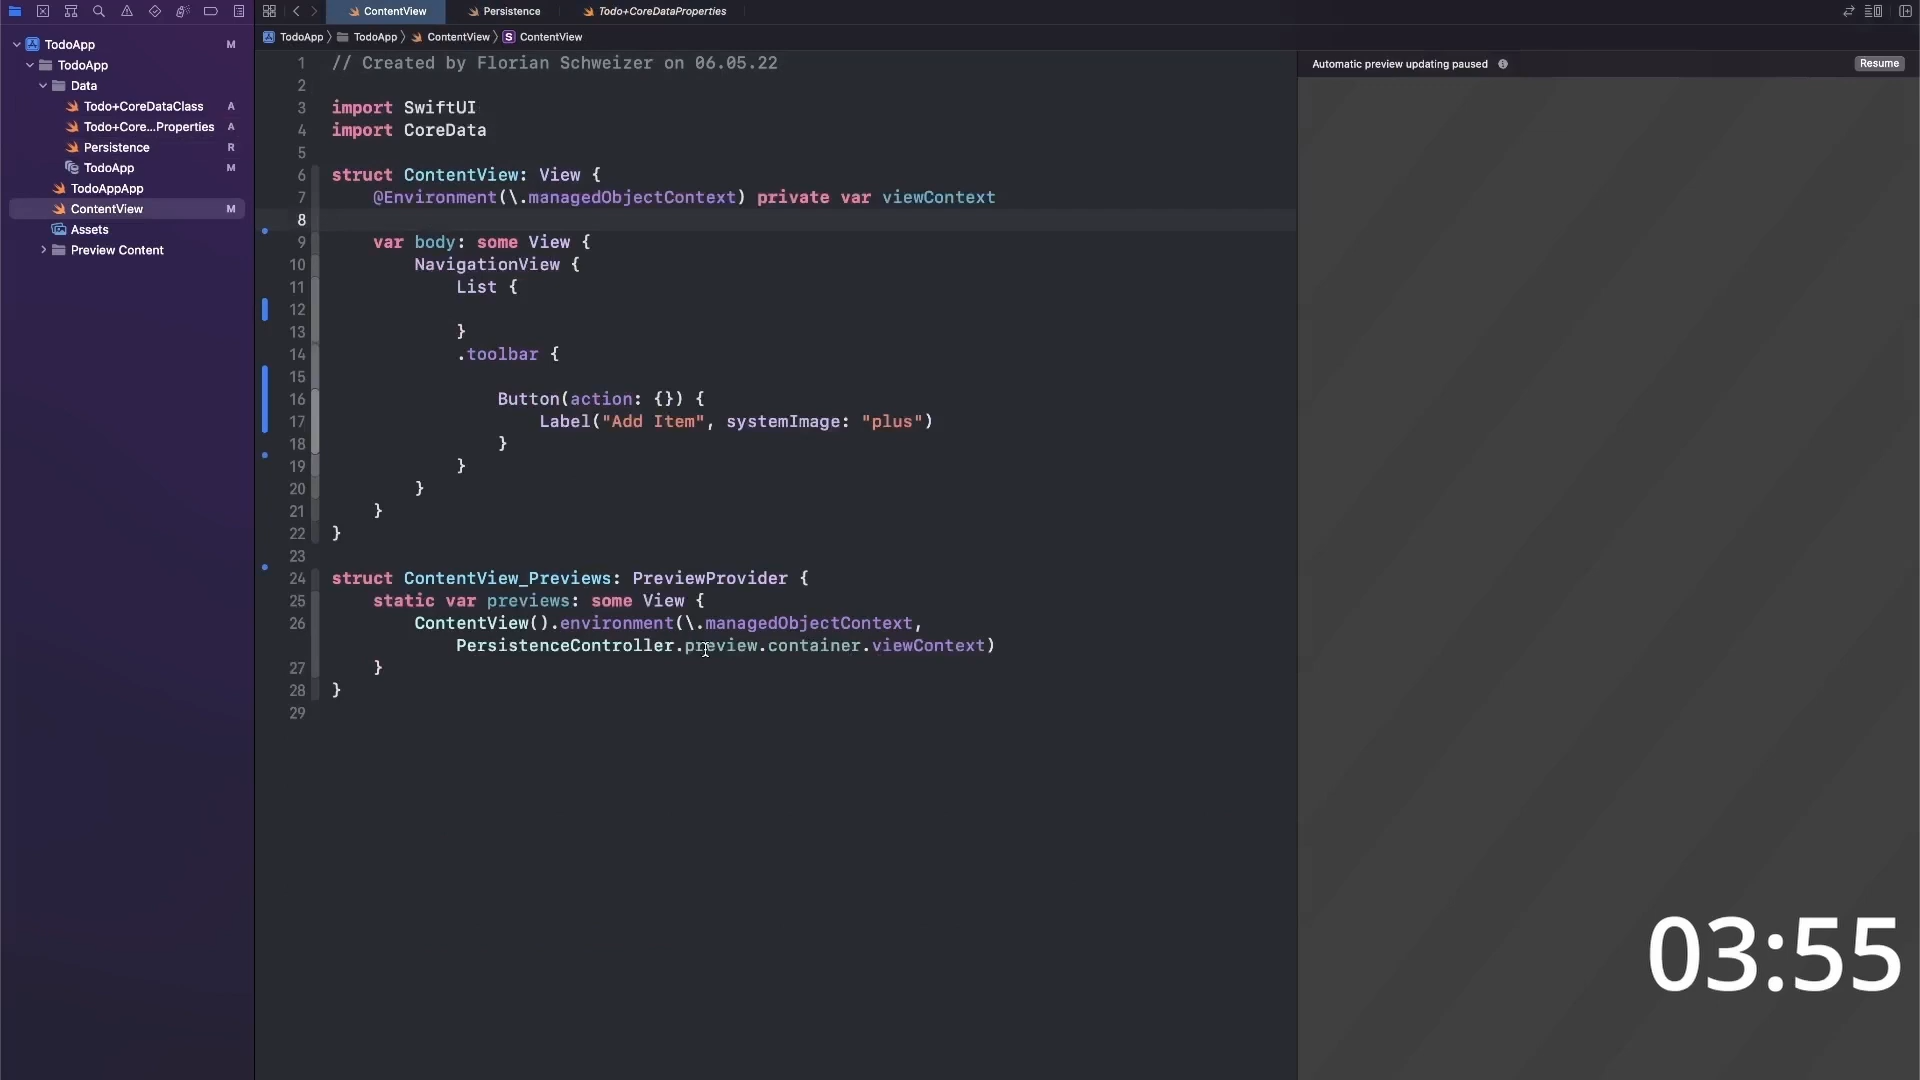 ContentView
Persistence
Todo+CoreDataProperties
TodoApp M
TodoApp
Data
Todo+CoreDataClass A
Todo+Core...Properties A
Persistence R
TodoApp M
TodoAppApp
ContentView M
Assets
Preview Content
TodoApp TodoApp ContentView S ContentView
1 // Created by Florian Schweizer on 06.05.22
2
3 import SwiftUI
4 import CoreData
5
6 struct ContentView: View {
7 @Environment(\.managedObjectContext) private var viewContext
8
9 var body: some View {
10 NavigationView {
11 List {
12
13 }
14 .toolbar {
15
16 Button(action: {}) {
17 Label("Add Item", systemImage: "plus")
18 }
19 }
20 }
21 }
22 }
23
24 struct ContentView_Previews: PreviewProvider {
25 static var previews: some View {
26 ContentView().environment(\.managedObjectContext,
PersistenceController.preview.container.viewContext)
27 }
28 }
29
Automatic preview updating paused
Resume
03:55